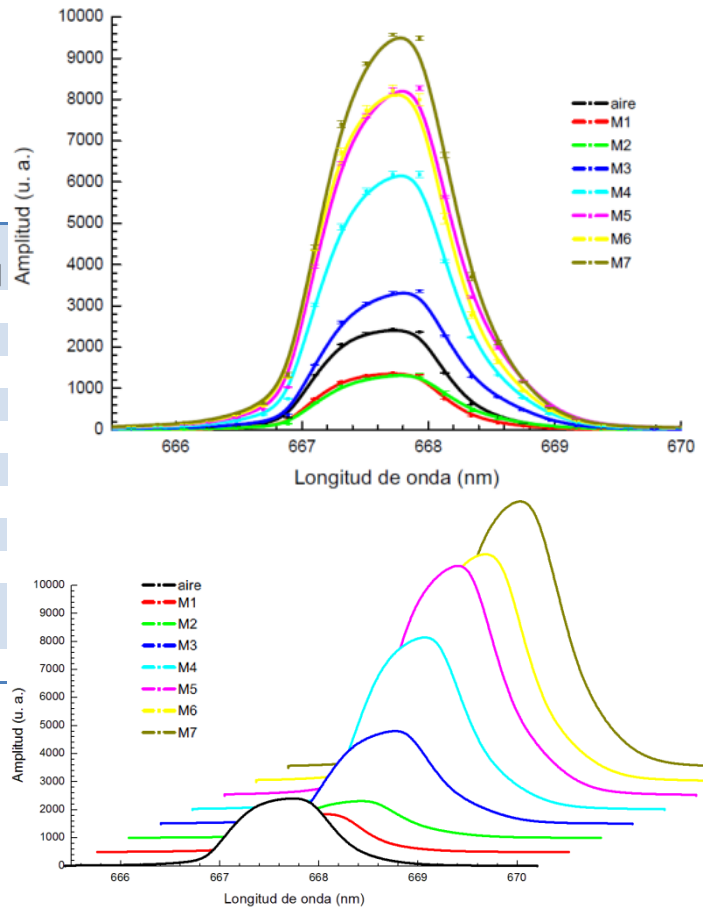 10000
9000
8000
7000
6000
5000
4000
3000
2000
1000
0
Amplitud (u. a.)
aire
M1
M2
M3
M4
M5
M6
M7
666 667 668 669 670
Longitud de onda (nm)
10000
9000
8000
7000
6000
5000
4000
3000
2000
1000
0
Amplitud (u. a.)
aire
M1
M2
M3
M4
M5
M6
M7
666 667 668 669 670
Longitud de onda (nm)